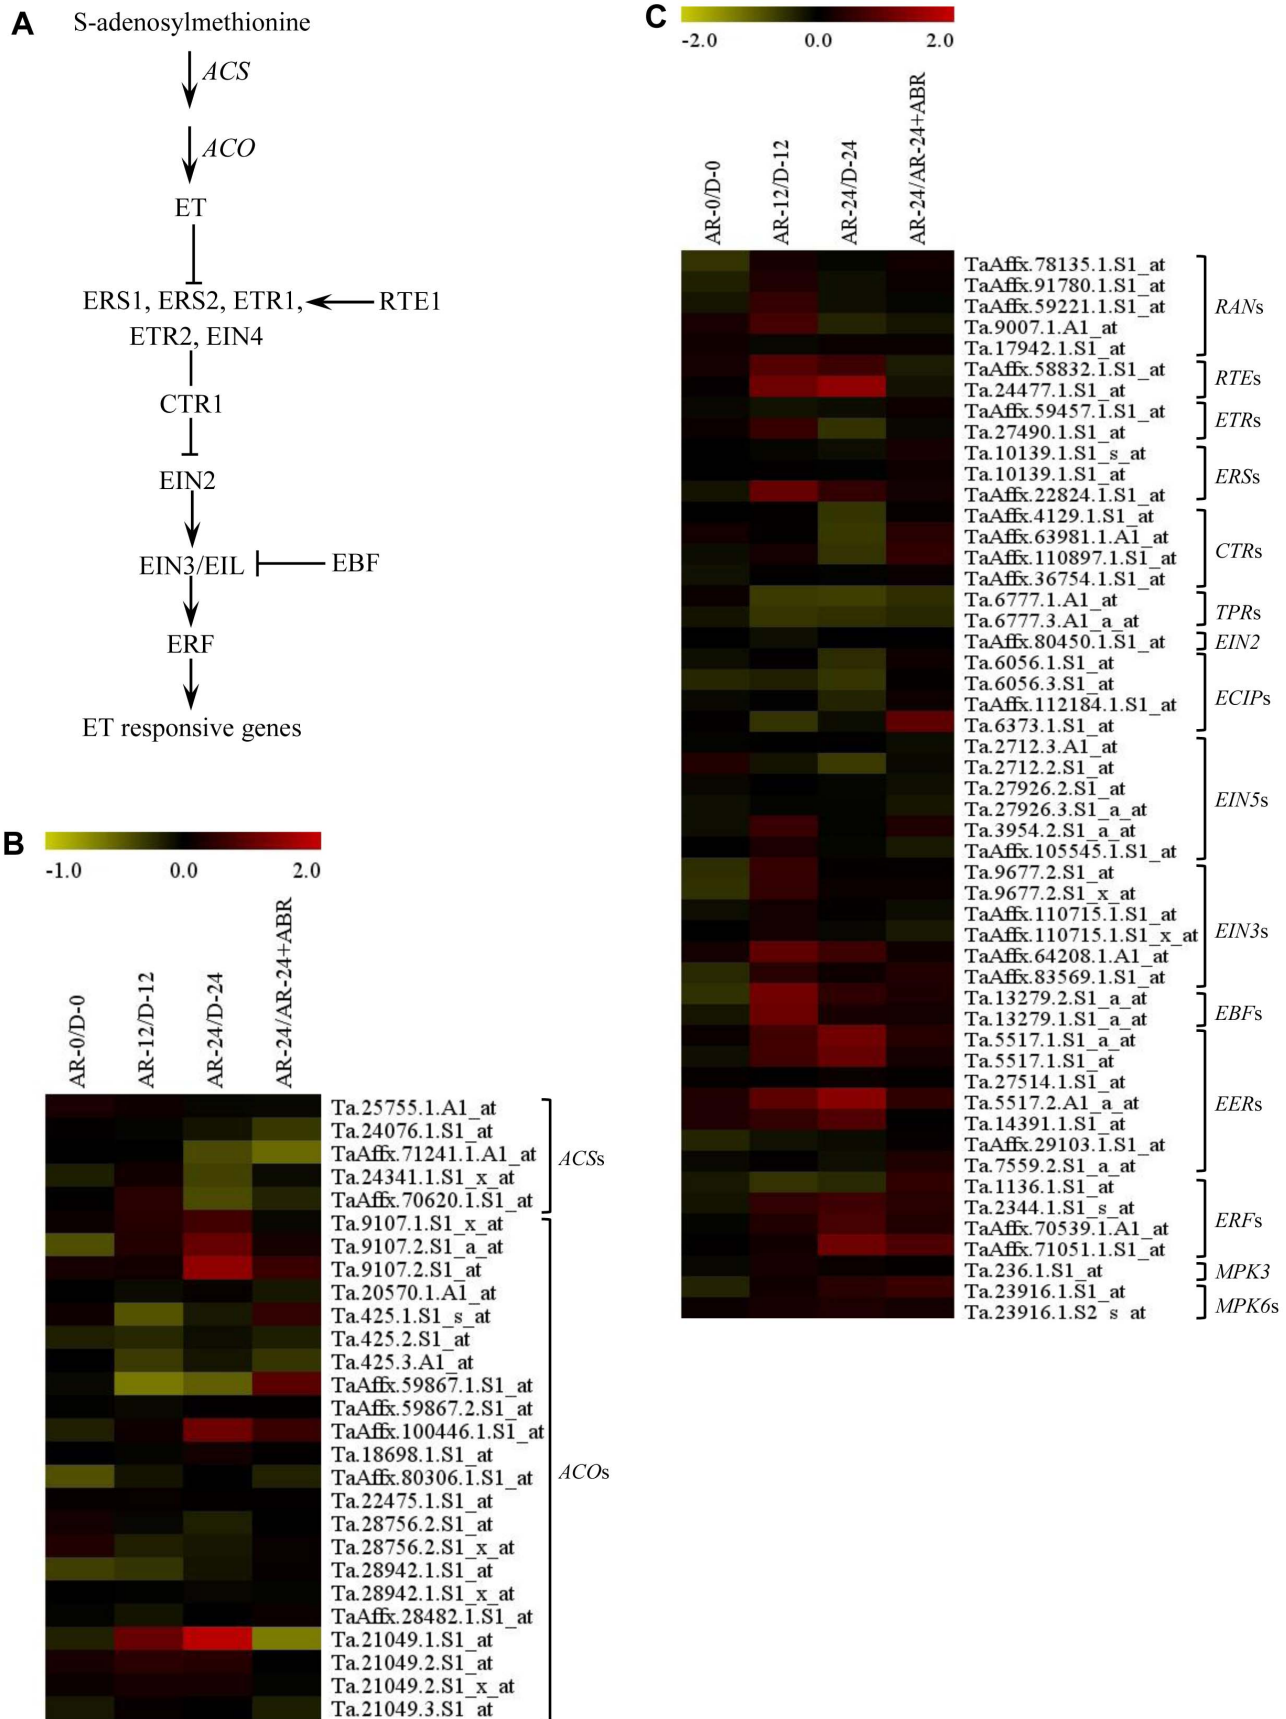 A
S-adenosylmethionine
ACS
ACO
ET
ERS1, ERS2, ETR1,
RTE1
ETR2, EIN4
CTR1
EIN2
EIN3/EIL
EBF
ERF
ET responsive genes
B
-1.0 0.0 2.0
AR-0/D-0
AR-12/D-12
AR-24/D-24
AR-24/AR-24+ABR
Ta.25755.1.A1_at
Ta.24076.1.S1_at
TaAffx.71241.1.A1_at
Ta.24341.1.S1_x_at
TaAffx.70620.1.S1_at
ACSs
Ta.9107.1.S1_x_at
Ta.9107.2.S1_a_at
Ta.9107.2.S1_at
Ta.20570.1.A1_at
Ta.425.1.S1_s_at
Ta.425.2.S1_at
Ta.425.3.A1_at
TaAffx.59867.1.S1_at
TaAffx.59867.2.S1_at
TaAffx.100446.1.S1_at
Ta.18698.1.S1_at
TaAffx.80306.1.S1_at
Ta.22475.1.S1_at
Ta.28756.2.S1_at
Ta.28756.2.S1_x_at
Ta.28942.1.S1_at
Ta.28942.1.S1_x_at
TaAffx.28482.1.S1_at
Ta.21049.1.S1_at
Ta.21049.2.S1_at
Ta.21049.2.S1_x_at
Ta.21049.3.S1_at
ACOs
C
-2.0 0.0 2.0
AR-0/D-0
AR-12/D-12
AR-24/D-24
AR-24/AR-24+ABR
TaAffx.78135.1.S1_at
TaAffx.91780.1.S1_at
TaAffx.59221.1.S1_at
Ta.9007.1.A1_at
Ta.17942.1.S1_at
RANs
TaAffx.58832.1.S1_at
Ta.24477.1.S1_at
RTEs
TaAffx.59457.1.S1_at
Ta.27490.1.S1_at
ETRs
Ta.10139.1.S1_s_at
Ta.10139.1.S1_at
TaAffx.22824.1.S1_at
ERSs
TaAffx.4129.1.S1_at
TaAffx.63981.1.A1_at
TaAffx.110897.1.S1_at
TaAffx.36754.1.S1_at
CTRs
Ta.6777.1.A1_at
Ta.6777.3.A1_a_at
TPRs
TaAffx.80450.1.S1_at
EIN2
Ta.6056.1.S1_at
Ta.6056.3.S1_at
TaAffx.112184.1.S1_at
Ta.6373.1.S1_at
ECIPs
Ta.2712.3.A1_at
Ta.2712.2.S1_at
Ta.27926.2.S1_at
Ta.27926.3.S1_a_at
Ta.3954.2.S1_a_at
TaAffx.105545.1.S1_at
EIN5s
Ta.9677.2.S1_at
Ta.9677.2.S1_x_at
TaAffx.110715.1.S1_at
TaAffx.110715.1.S1_x_at
TaAffx.64208.1.A1_at
TaAffx.83569.1.S1_at
EIN3s
Ta.13279.2.S1_a_at
Ta.13279.1.S1_a_at
EBFs
Ta.5517.1.S1_a_at
Ta.5517.1.S1_at
Ta.27514.1.S1_at
Ta.5517.2.A1_a_at
Ta.14391.1.S1_at
TaAffx.29103.1.S1_at
Ta.7559.2.S1_a_at
EERs
Ta.1136.1.S1_at
Ta.2344.1.S1_s_at
TaAffx.70539.1.A1_at
TaAffx.71051.1.S1_at
ERFs
Ta.236.1.S1_at
MPK3
Ta.23916.1.S1_at
Ta.23916.1.S2_s_at
MPK6s